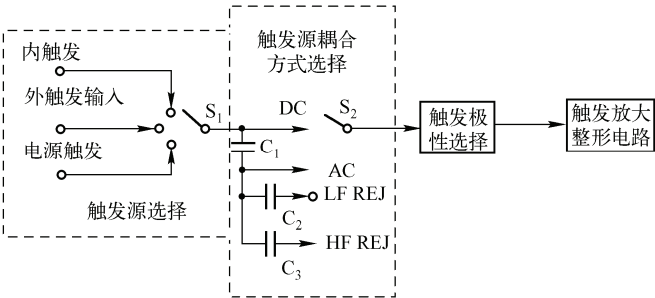 内触发
外触发输入
电源触发
触发源选择
S1
触发源耦合
方式选择
DC
S2
C1
AC
LF REJ
C2
HF REJ
C3
触发极
性选择
触发放大
整形电路